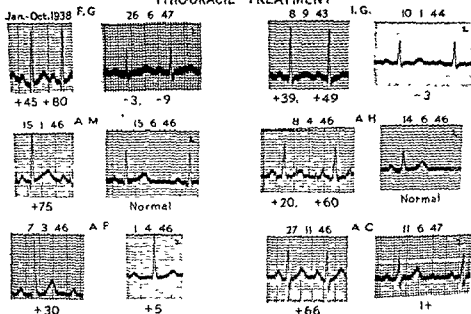 THIOURACIL TREATMENT
Jan-Oct.1938 F.G 26 6 47
8 9 43 I.G. 10 1 44
+45 +80 -3, -9
+39, +49 -3
15 1 46 A M 15 6 46
8 4 46 A H 14 6 46
+75 Normal
+20, +60 Normal
7 3 46 A F 1 4 46
27 11 46 A C 11 6 47
+30 +5
+66 1+